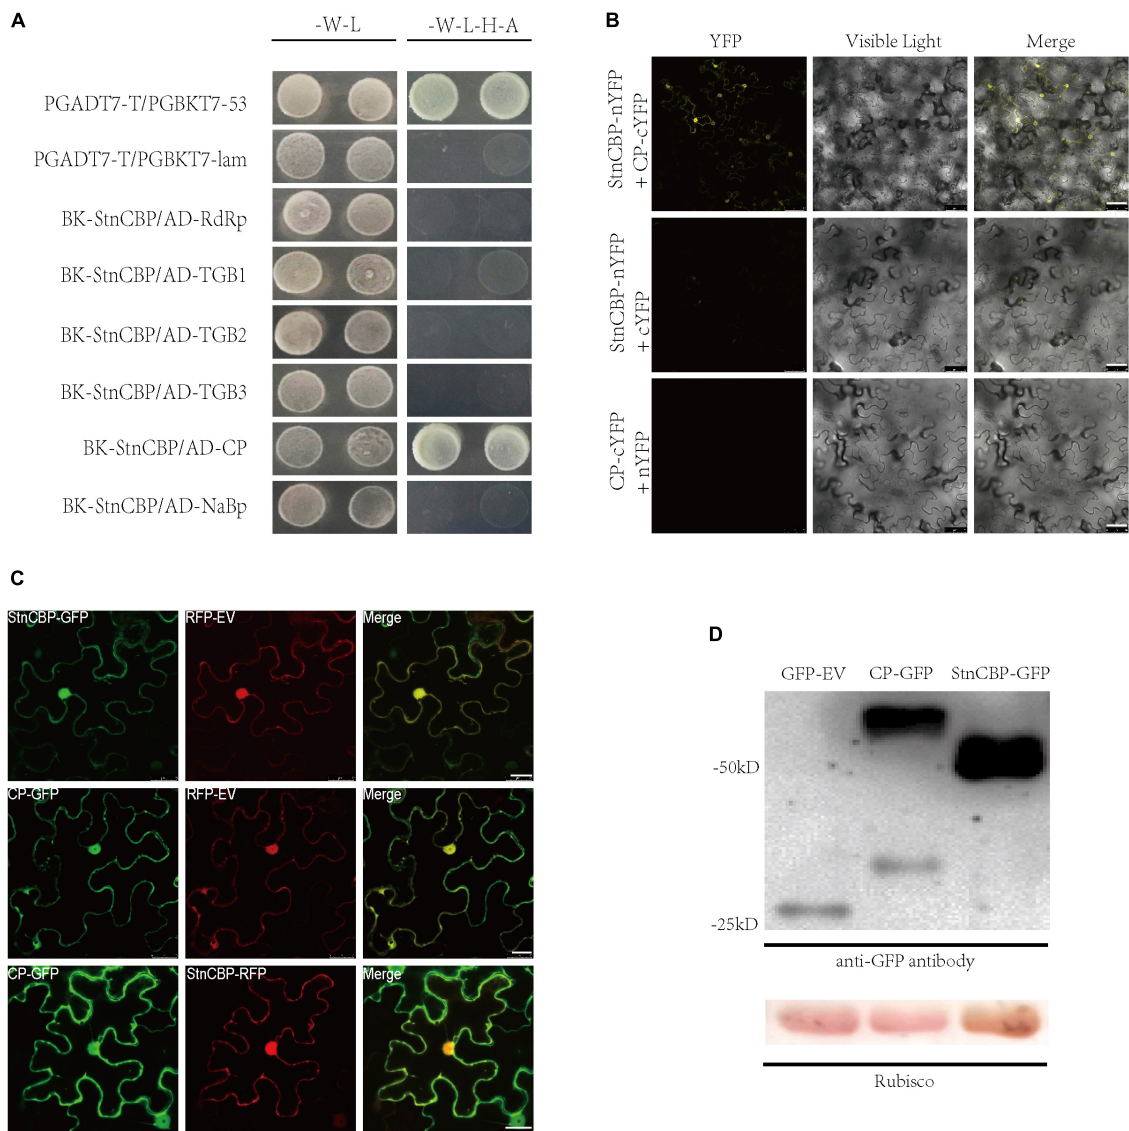 A
-W-L
-W-L-H-A
PGADT7-T/PGBKT7-53
PGADT7-T/PGBKT7-lam
BK-StnCBP/AD-RdRp
BK-StnCBP/AD-TGB1
BK-StnCBP/AD-TGB2
BK-StnCBP/AD-TGB3
BK-StnCBP/AD-CP
BK-StnCBP/AD-NaBp
B
YFP
Visible Light
Merge
StnCBP-nYFP
+ CP-cYFP
StnCBP-nYFP
+ cYFP
CP-cYFP
+ nYFP
C
StnCBP-GFP
RFP-EV
Merge
CP-GFP
RFP-EV
Merge
CP-GFP
StnCBP-RFP
Merge
D
GFP-EV
CP-GFP
StnCBP-GFP
-50kD
-25kD
anti-GFP antibody
Rubisco